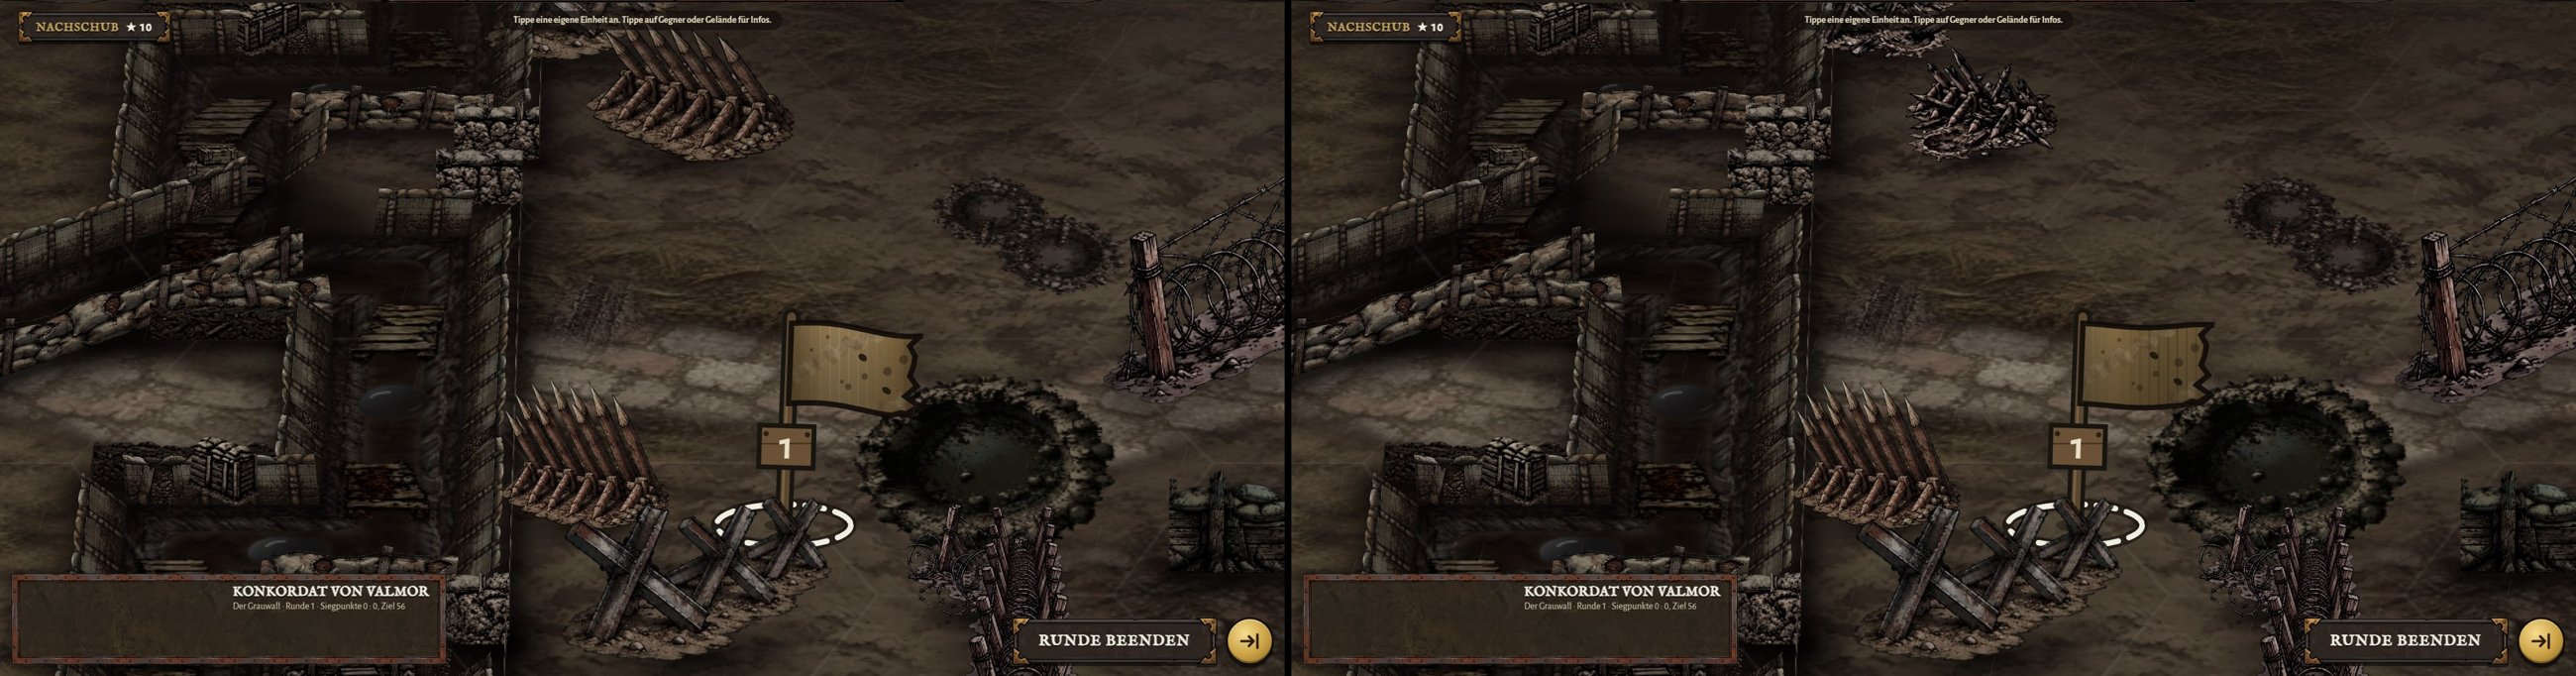 NACHSCHUB ★ 10
Tippe eine eigene Einheit an. Tippe auf Gegner oder Gelände für Infos.
1
KONKORDAT VON VALMOR
Der Grauwall · Runde 1 · Siegpunkte 0 : 0, Ziel 56
RUNDE BEENDEN
NACHSCHUB ★ 10
Tippe eine eigene Einheit an. Tippe auf Gegner oder Gelände für Infos.
1
KONKORDAT VON VALMOR
Der Grauwall · Runde 1 · Siegpunkte 0 : 0, Ziel 56
RUNDE BEENDEN